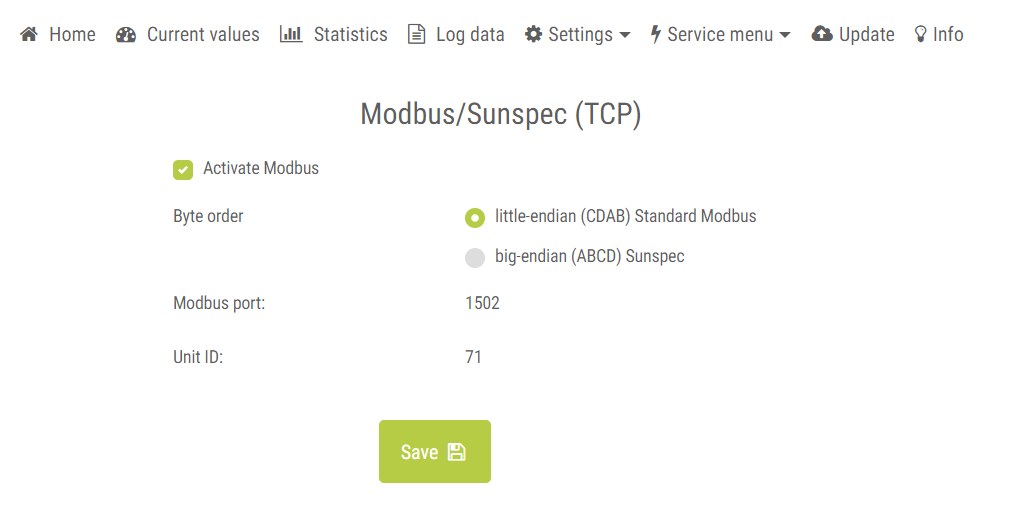 Home Current values Statistics Log data Settings Service menu Update Info
Modbus/Sunspec (TCP)
Activate Modbus
Byte order little-endian (CDAB) Standard Modbus
big-endian (ABCD) Sunspec
Modbus port: 1502
Unit ID: 71
Save